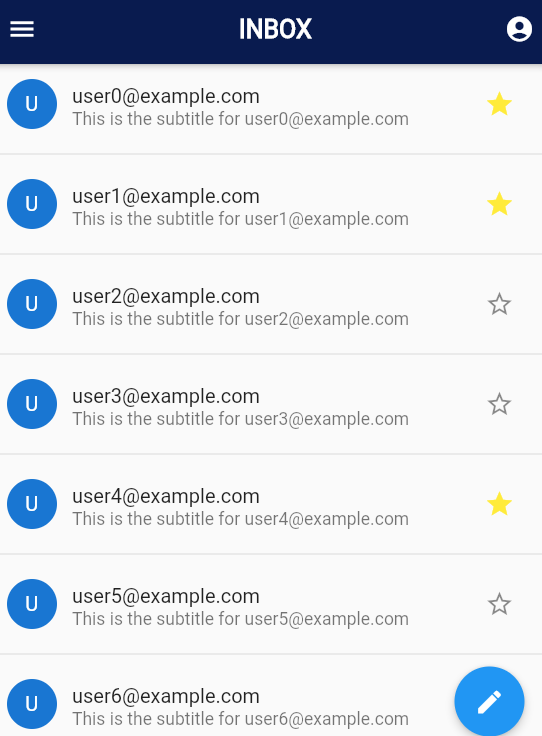 INBOX
U
user0@example.com
This is the subtitle for user0@example.com
U
user1@example.com
This is the subtitle for user1@example.com
U
user2@example.com
This is the subtitle for user2@example.com
U
user3@example.com
This is the subtitle for user3@example.com
U
user4@example.com
This is the subtitle for user4@example.com
U
user5@example.com
This is the subtitle for user5@example.com
U
user6@example.com
This is the subtitle for user6@example.com